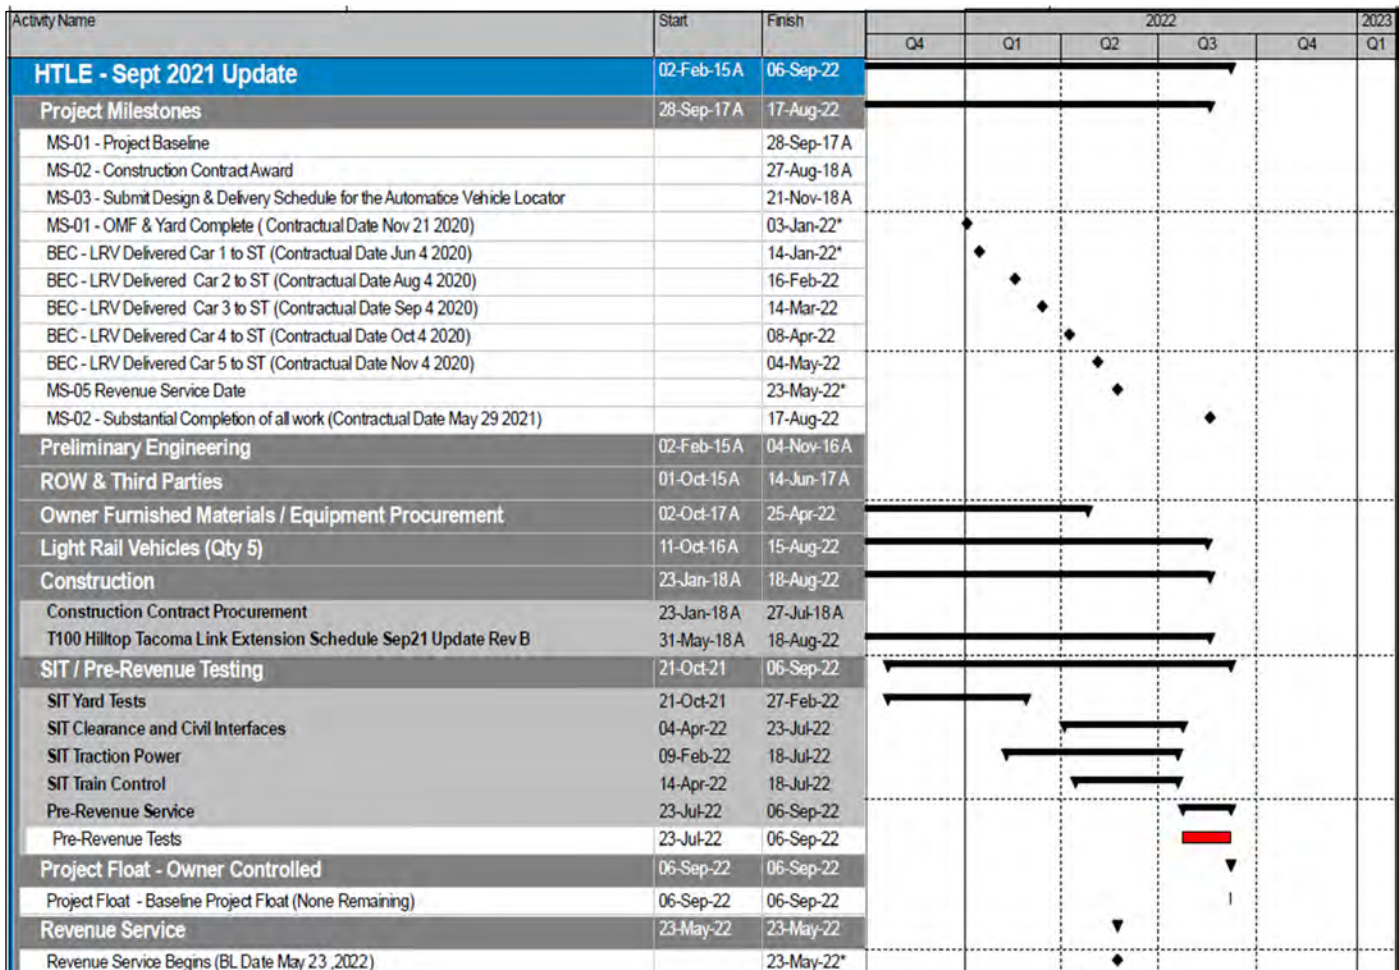 Activity Name Start Finish 2022 2023
Q4 Q1 Q2 Q3 Q4 Q1
HTLE - Sept 2021 Update 02-Feb-15 A 06-Sep-22
Project Milestones 28-Sep-17 A 17-Aug-22
MS-01 - Project Baseline 28-Sep-17 A
MS-02 - Construction Contract Award 27-Aug-18 A
MS-03 - Submit Design & Delivery Schedule for the Automatice Vehicle Locator 21-Nov-18 A
MS-01 - OMF & Yard Complete ( Contractual Date Nov 21 2020) 03-Jan-22*
BEC - LRV Delivered Car 1 to ST (Contractual Date Jun 4 2020) 14-Jan-22*
BEC - LRV Delivered Car 2 to ST (Contractual Date Aug 4 2020) 16-Feb-22
BEC - LRV Delivered Car 3 to ST (Contractual Date Sep 4 2020) 14-Mar-22
BEC - LRV Delivered Car 4 to ST (Contractual Date Oct 4 2020) 08-Apr-22
BEC - LRV Delivered Car 5 to ST (Contractual Date Nov 4 2020) 04-May-22
MS-05 Revenue Service Date 23-May-22*
MS-02 - Substantial Completion of all work (Contractual Date May 29 2021) 17-Aug-22
Preliminary Engineering 02-Feb-15 A 04-Nov-16 A
ROW & Third Parties 01-Oct-15 A 14-Jun-17 A
Owner Furnished Materials / Equipment Procurement 02-Oct-17 A 25-Apr-22
Light Rail Vehicles (Qty 5) 11-Oct-16 A 15-Aug-22
Construction 23-Jan-18 A 18-Aug-22
Construction Contract Procurement 23-Jan-18 A 27-Jul-18 A
T100 Hilltop Tacoma Link Extension Schedule Sep21 Update Rev B 31-May-18 A 18-Aug-22
SIT / Pre-Revenue Testing 21-Oct-21 06-Sep-22
SIT Yard Tests 21-Oct-21 27-Feb-22
SIT Clearance and Civil Interfaces 04-Apr-22 23-Jul-22
SIT Traction Power 09-Feb-22 18-Jul-22
SIT Train Control 14-Apr-22 18-Jul-22
Pre-Revenue Service 23-Jul-22 06-Sep-22
Pre-Revenue Tests 23-Jul-22 06-Sep-22
Project Float - Owner Controlled 06-Sep-22 06-Sep-22
Project Float - Baseline Project Float (None Remaining) 06-Sep-22 06-Sep-22
Revenue Service 23-May-22 23-May-22
Revenue Service Begins (BL Date May 23 ,2022) 23-May-22*